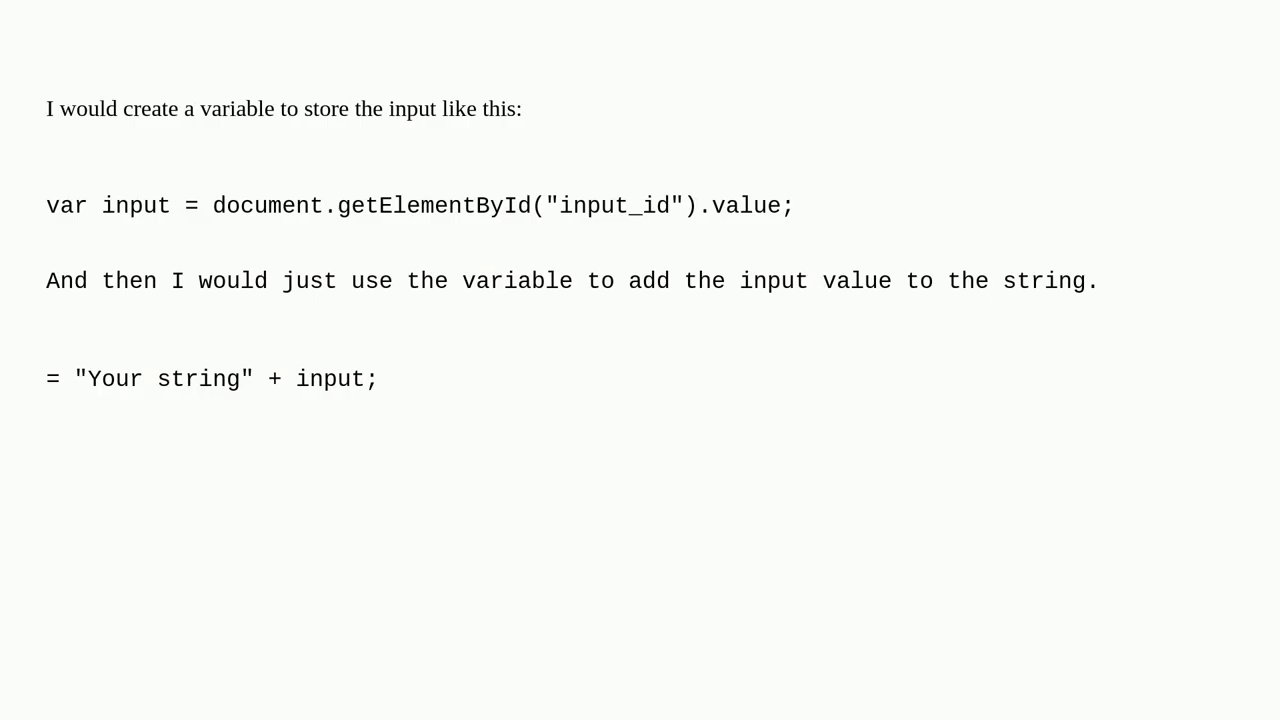 I would create a variable to store the input like this:
var input = document.getElementById("input_id").value;
And then I would just use the variable to add the input value to the string.
= "Your string" + input;